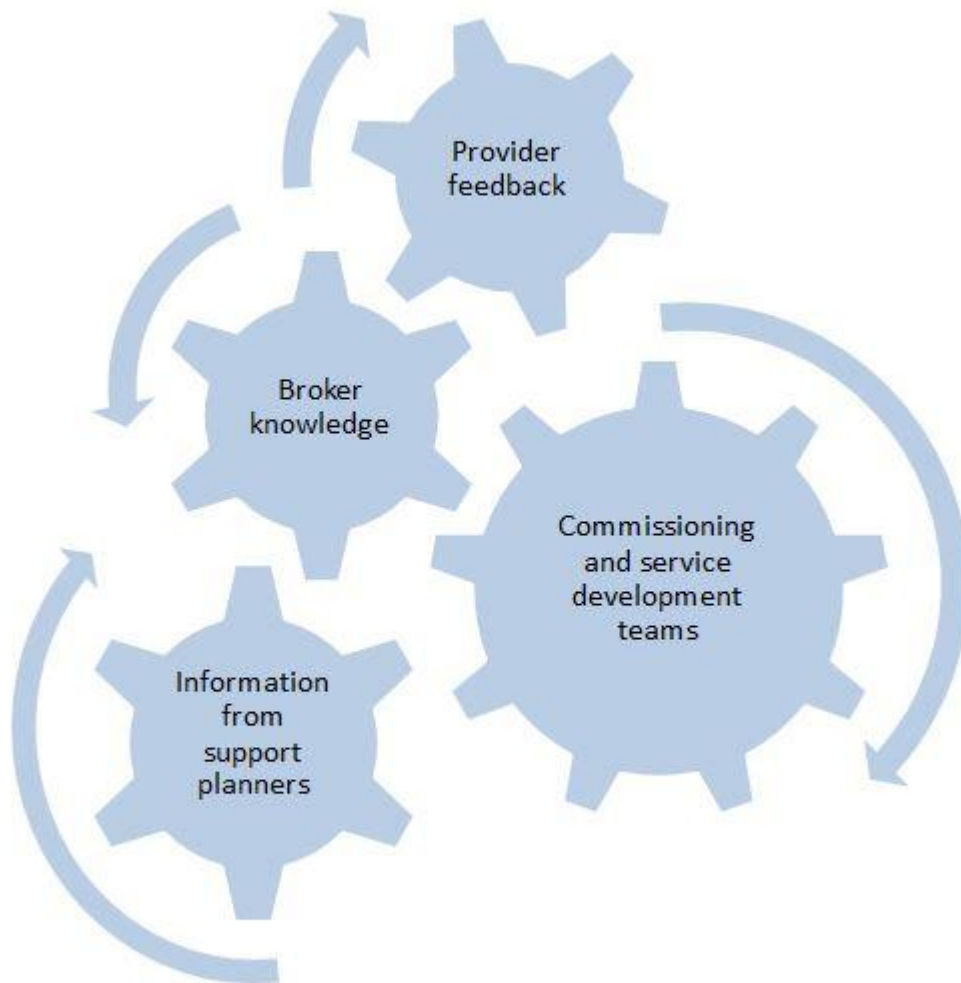 Provider
feedback
Broker
knowledge
Commissioning
and service
development
teams
Information
from
support
planners